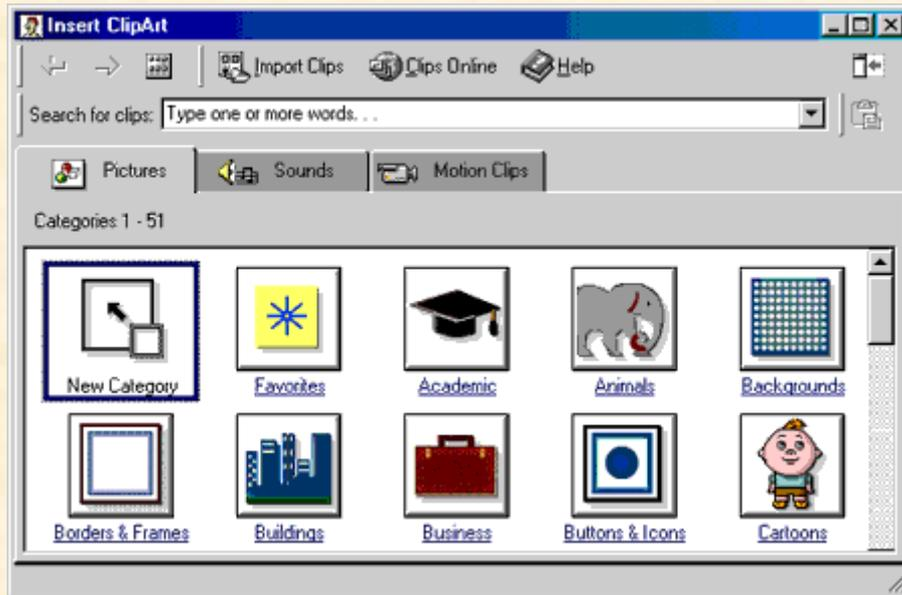 Insert ClipArt
Import Clips Clips Online Help
Search for clips: Type one or more words. . .
Pictures Sounds Motion Clips
Categories 1 - 51
New Category Favorites Academic Animals Backgrounds
Borders & Frames Buildings Business Buttons & Icons Cartoons